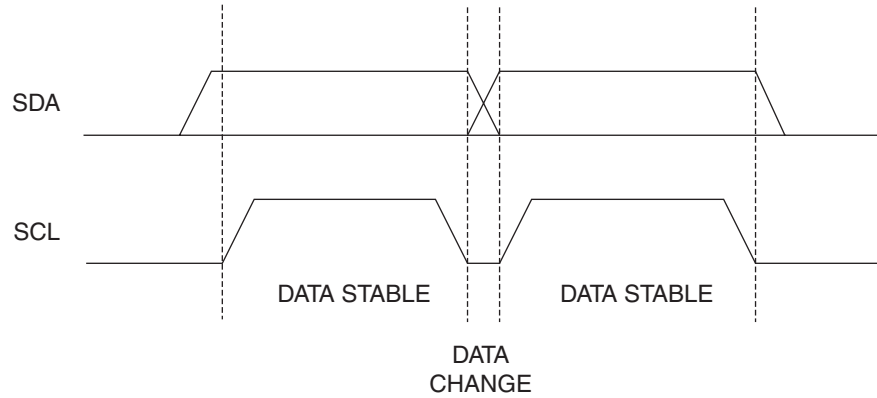 SDA
SCL
DATA STABLE
DATA STABLE
DATA
CHANGE